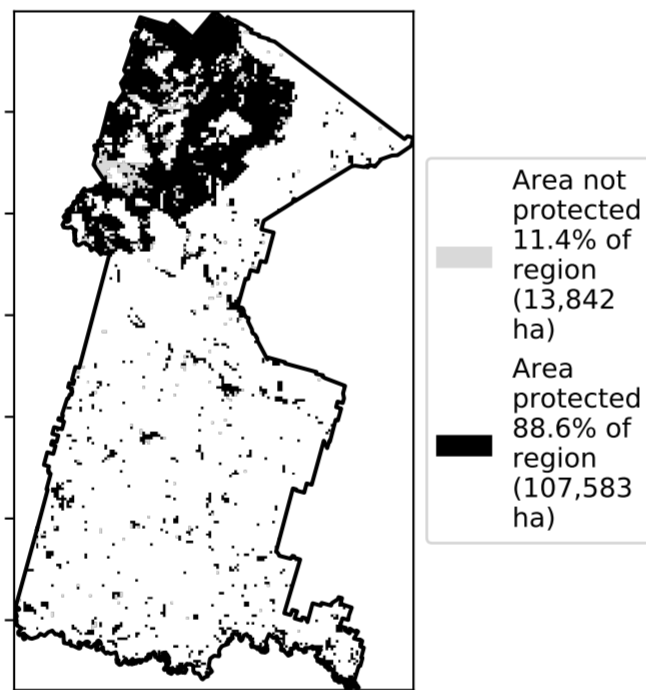 Area not
protected
11.4% of
region
(13,842
ha)
Area
protected
88.6% of
region
(107,583
ha)